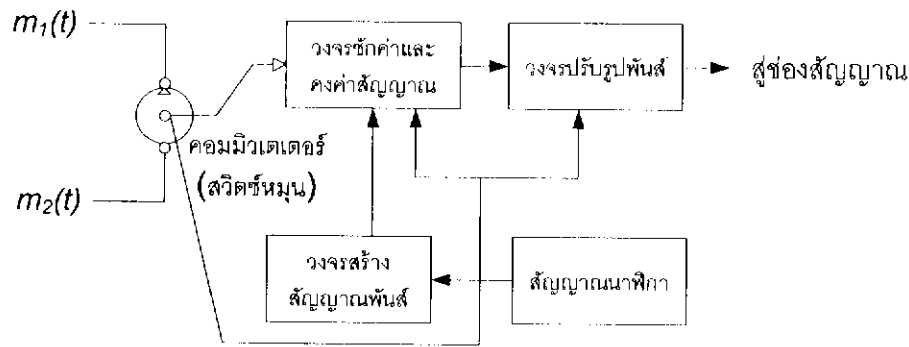 m1(t)
วงจรชักค่าและ
คงค่าสัญญาณ
วงจรปรับรูปพันส์
สู่ช่องสัญญาณ
คอมมิวเตเตอร์
(สวิตซ์หมุน)
m2(t)
วงจรสร้าง
สัญญาณพันส์
สัญญาณนาฬิกา